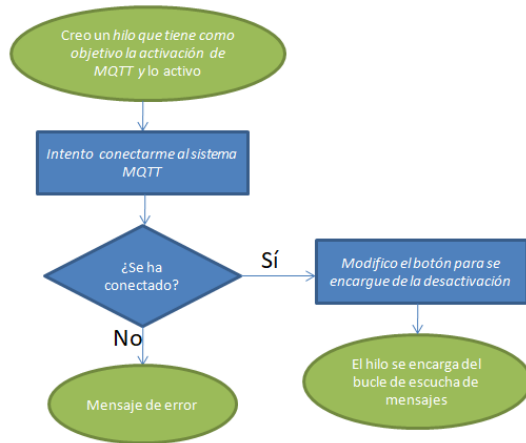 Creo un hilo que tiene como
objetivo la activación de
MQTT y lo activo
Intento conectarme al sistema
MQTT
¿Se ha
conectado?
Sí
Modifico el botón para se
encargue de la desactivación
No
Mensaje de error
El hilo se encarga del
bucle de escucha de
mensajes